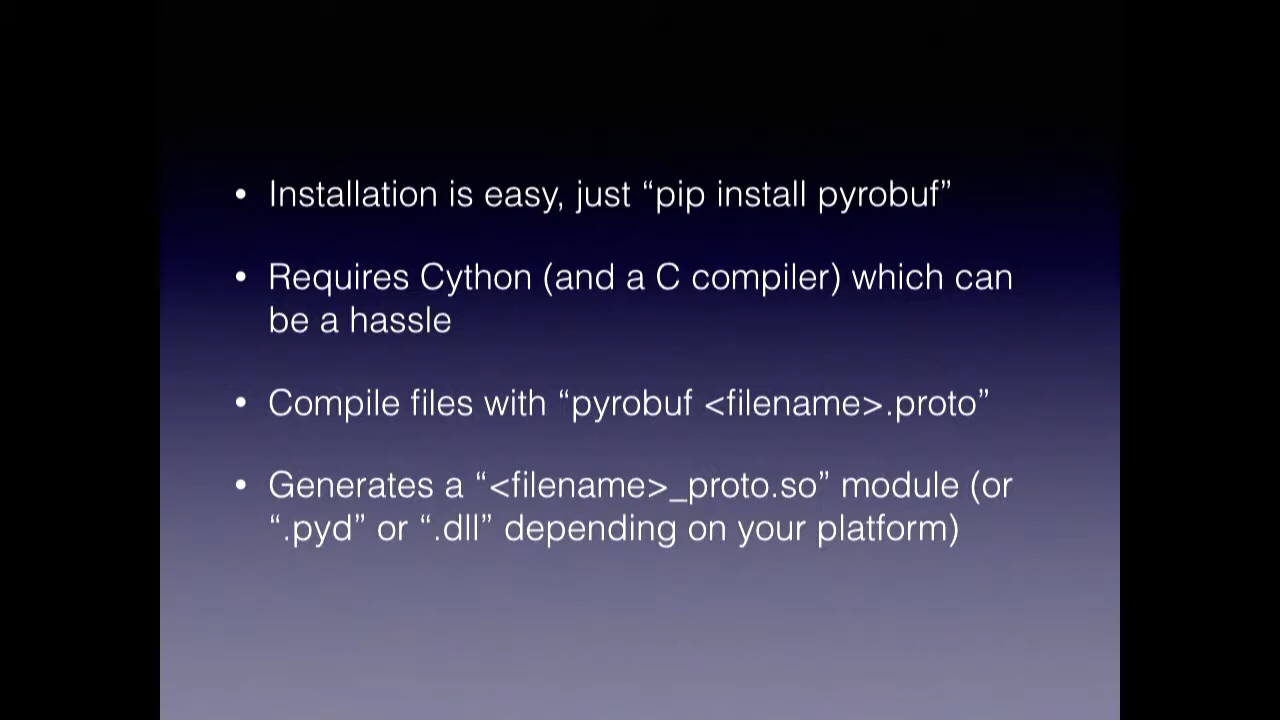 • Installation is easy, just “pip install pyrobuf”
• Requires Cython (and a C compiler) which can
be a hassle
• Compile files with “pyrobuf <filename>.proto”
• Generates a “<filename>_proto.so” module (or
“.pyd” or “.dll” depending on your platform)